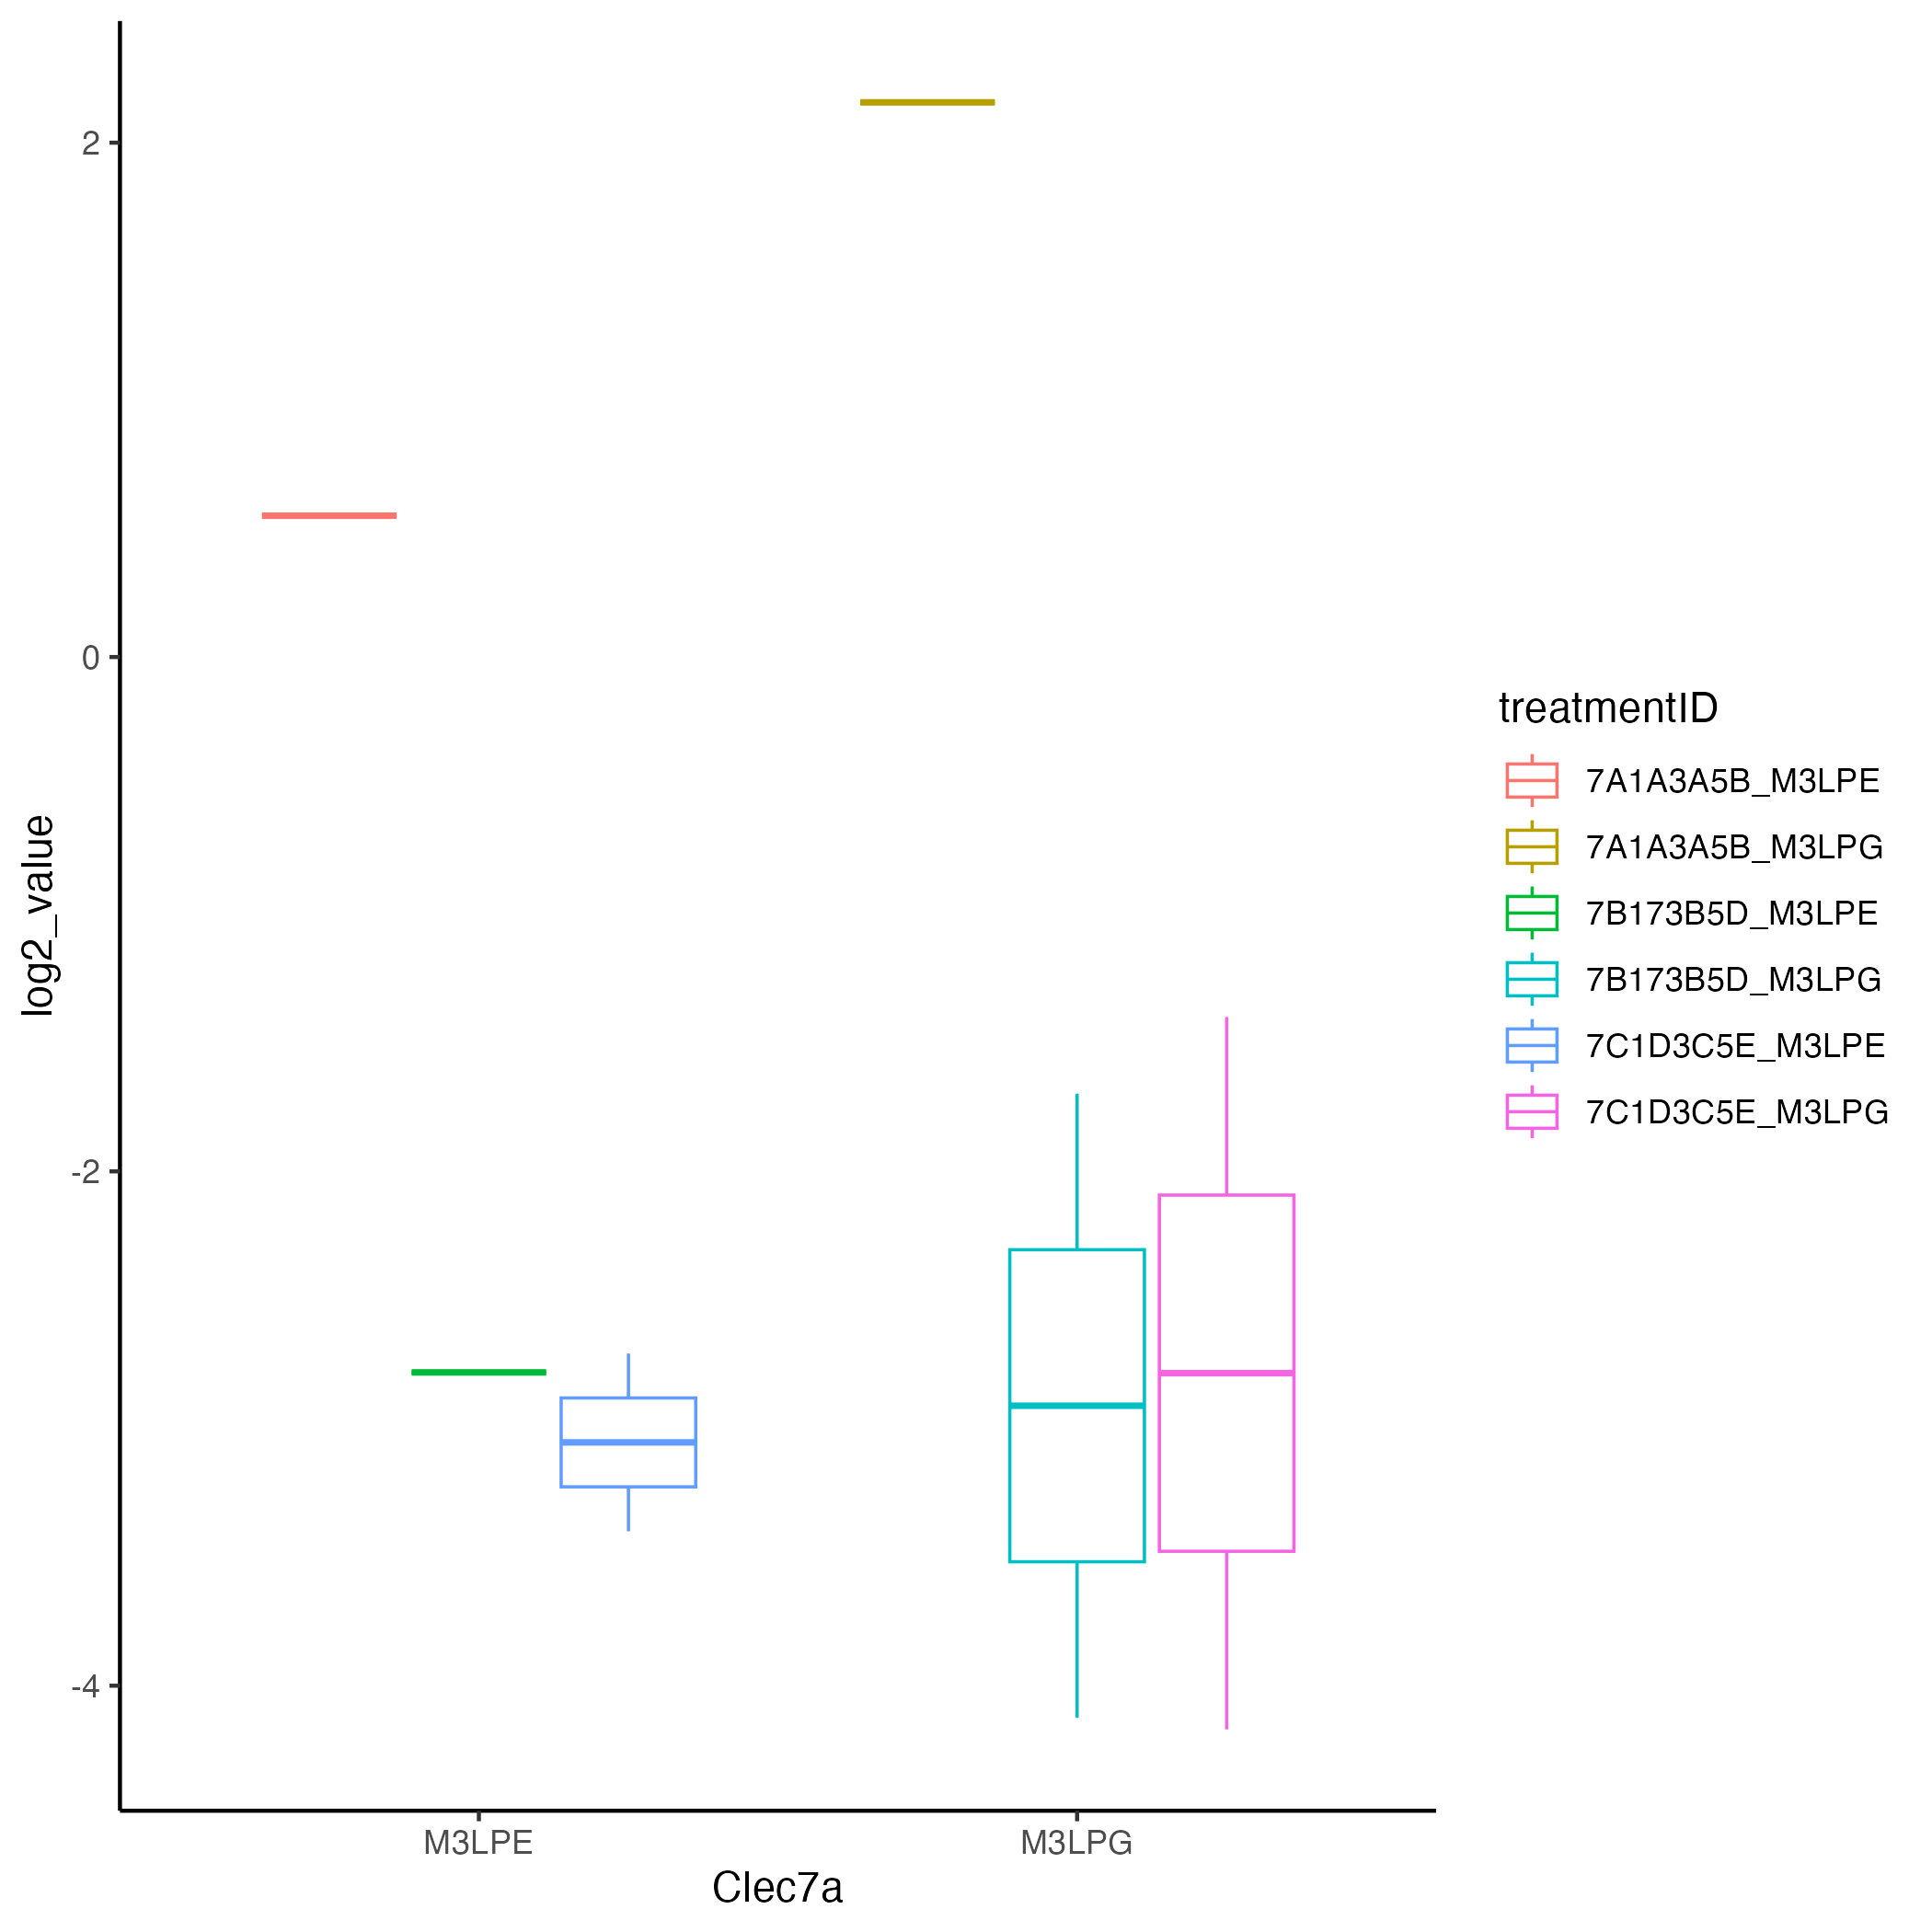 2
0
-2
-4
log2_value
M3LPE
M3LPG
Clec7a
treatmentID
7A1A3A5B_M3LPE
7A1A3A5B_M3LPG
7B173B5D_M3LPE
7B173B5D_M3LPG
7C1D3C5E_M3LPE
7C1D3C5E_M3LPG